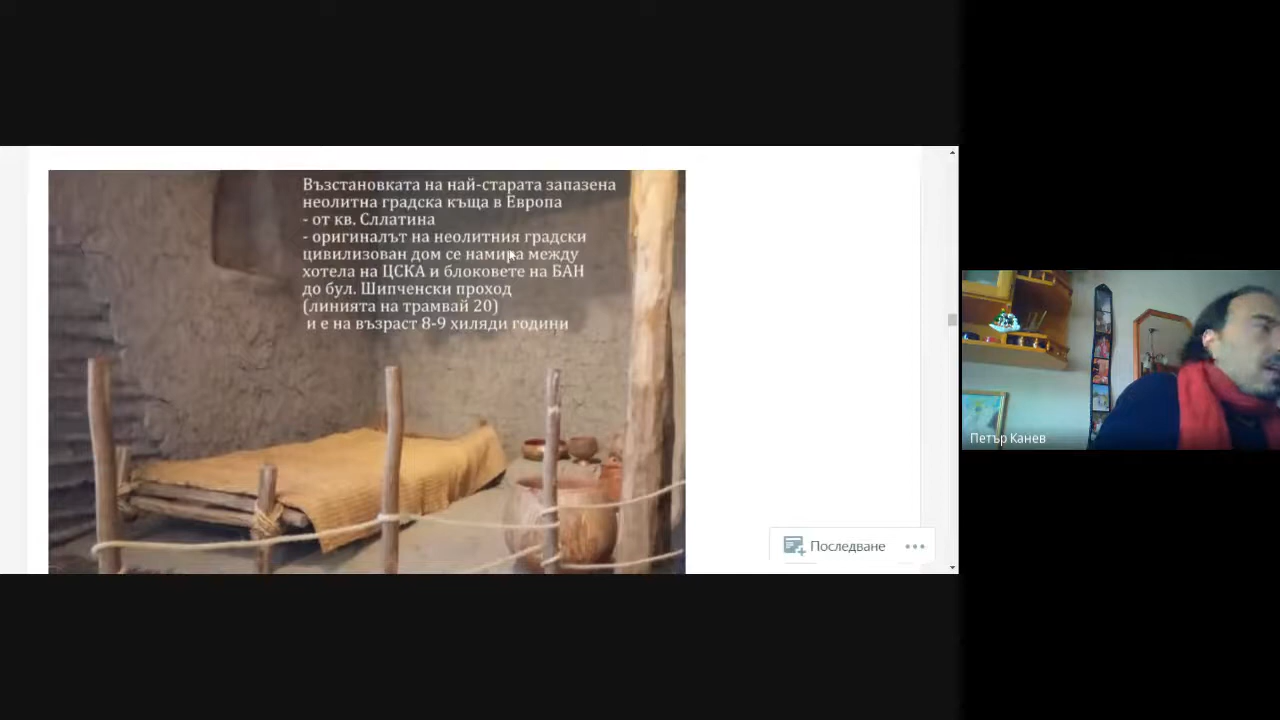 Възстановката на най-старата запазена
неолитна градска къща в Европа
- от кв. Сллатина
- оригиналът на неолитния градски
цивилизован дом се намира между
хотела на ЦСКА и блоковете на БАН
до бул. Шипченски проход
(линията на трамвай 20)
и е на възраст 8-9 хиляди години
Последване
Петър Канев